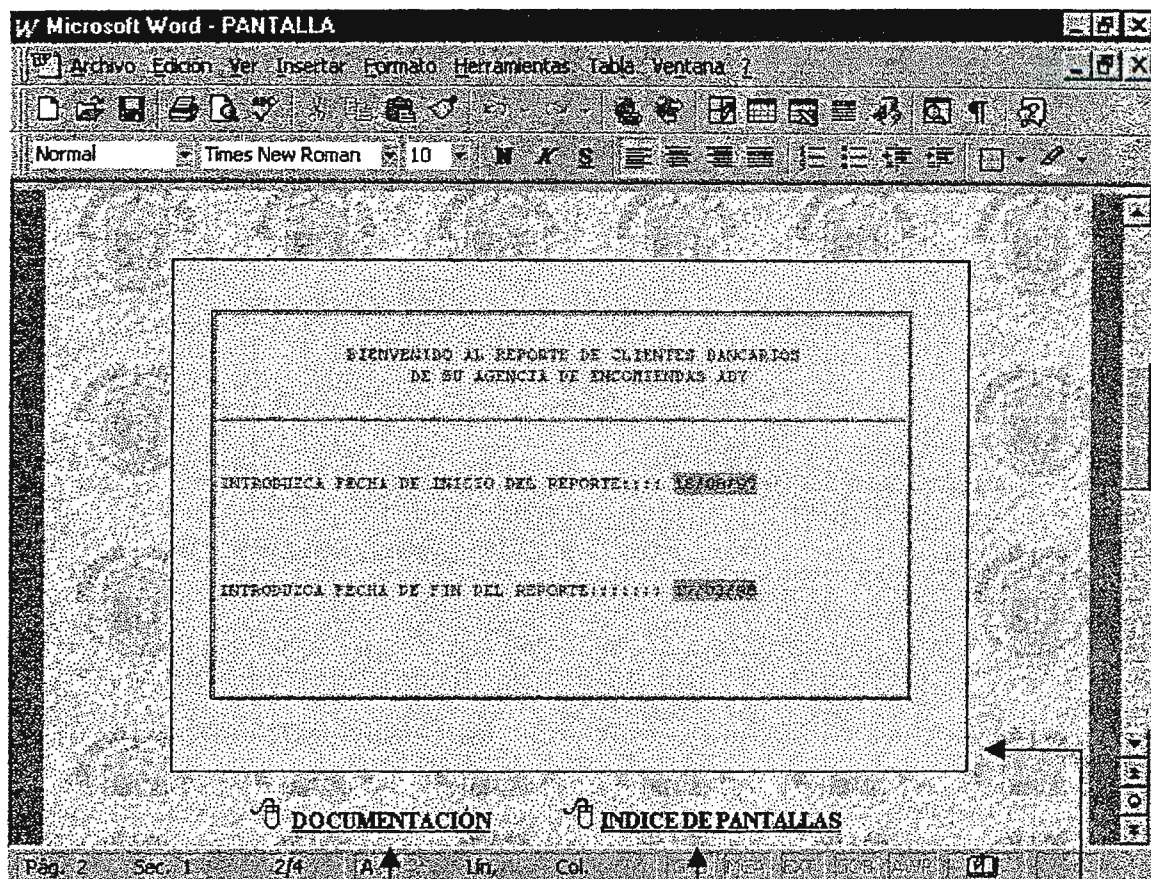 Microsoft Word - PANTALLA
Archivo Edición Ver Insertar Formato Herramientas Tabla Ventana ?
Normal Times New Roman 10 N K S
BIENVENIDO AL REPORTE DE CLIENTES BANCARIOS
DE SU AGENCIA DE ENCOMIENDAS
INTRODUZCA FECHA DE INICIO DEL REPORTE:::::
INTRODUZCA FECHA DE FIN DEL REPORTE::::::::
DOCUMENTACIÓN INDICE DE PANTALLAS
Pág. 2 Sec. 1 2/4 A Lín. Col.